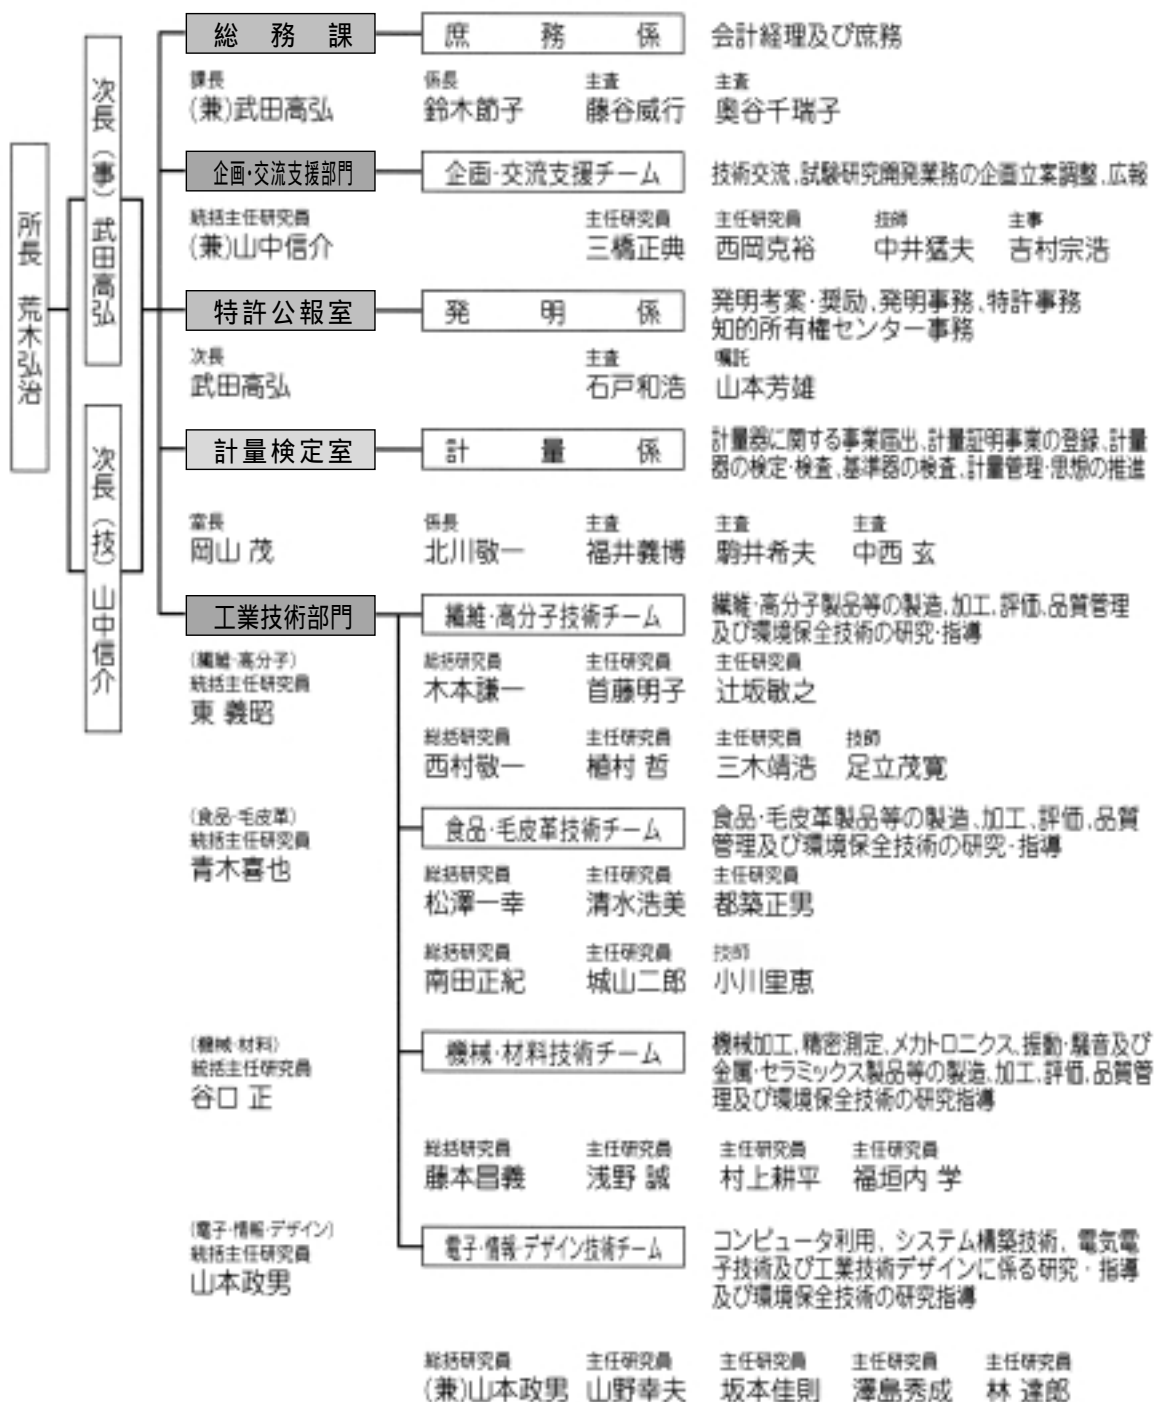 所長 荒木弘治
次長(事)武田高弘
次長(技)山中信介
総務課 庶務係 会計経理及び庶務
課長 係長 主査 主査
(兼)武田高弘 鈴木節子 藤谷威行 奥谷千瑞子
企画・交流支援部門 企画・交流支援チーム 技術交流、試験研究開発業務の企画立案調整、広報
統括主任研究員 主任研究員 主任研究員 技師 主事
(兼)山中信介 三橋正典 西岡克裕 中井猛夫 吉村宗浩
特許公報室 発明係 発明考案・奨励、発明事務、特許事務
知的所有権センター事務
次長 主査 嘱託
武田高弘 石戸和浩 山本芳雄
計量検定室 計量係 計量器に関する事業届出、計量証明事業の登録、計量
器の検定・検査、基準器の検査、計量管理・思想の推進
室長 係長 主査 主査 主査
岡山 茂 北川敬一 福井義博 駒井希夫 中西 玄
工業技術部門 繊維・高分子技術チーム 繊維・高分子製品等の製造、加工、評価、品質管理
及び環境保全技術の研究・指導
(繊維・高分子)
統括主任研究員 総括研究員 主任研究員 主任研究員
東 義昭 木本謙一 首藤明子 辻坂敏之
総括研究員 主任研究員 主任研究員 技師
西村敬一 植村 哲 三木靖浩 足立茂寛
(食品・毛皮革) 食品・毛皮革技術チーム 食品・毛皮革製品等の製造、加工、評価、品質
管理及び環境保全技術の研究・指導
統括主任研究員
青木喜也
総括研究員 主任研究員 主任研究員
松澤一幸 清水浩美 都築正男
総括研究員 主任研究員 技師
南田正紀 城山二郎 小川里恵
(機械・材料) 機械・材料技術チーム 機械加工、精密測定、メカトロニクス、振動・騒音及び
金属・セラミックス製品等の製造、加工、評価、品質管
理及び環境保全技術の研究指導
統括主任研究員
谷口 正
総括研究員 主任研究員 主任研究員 主任研究員
藤本昌義 浅野 誠 村上耕平 福垣内 学
(電子・情報・デザイン) 電子・情報・デザイン技術チーム コンピュータ利用、システム構築技術、電気電
子技術及び工業技術デザインに係る研究・指導
及び環境保全技術の研究指導
統括主任研究員
山本政男
総括研究員 主任研究員 主任研究員 主任研究員 主任研究員
(兼)山本政男 山野幸夫 坂本佳則 澤島秀成 林 達郎